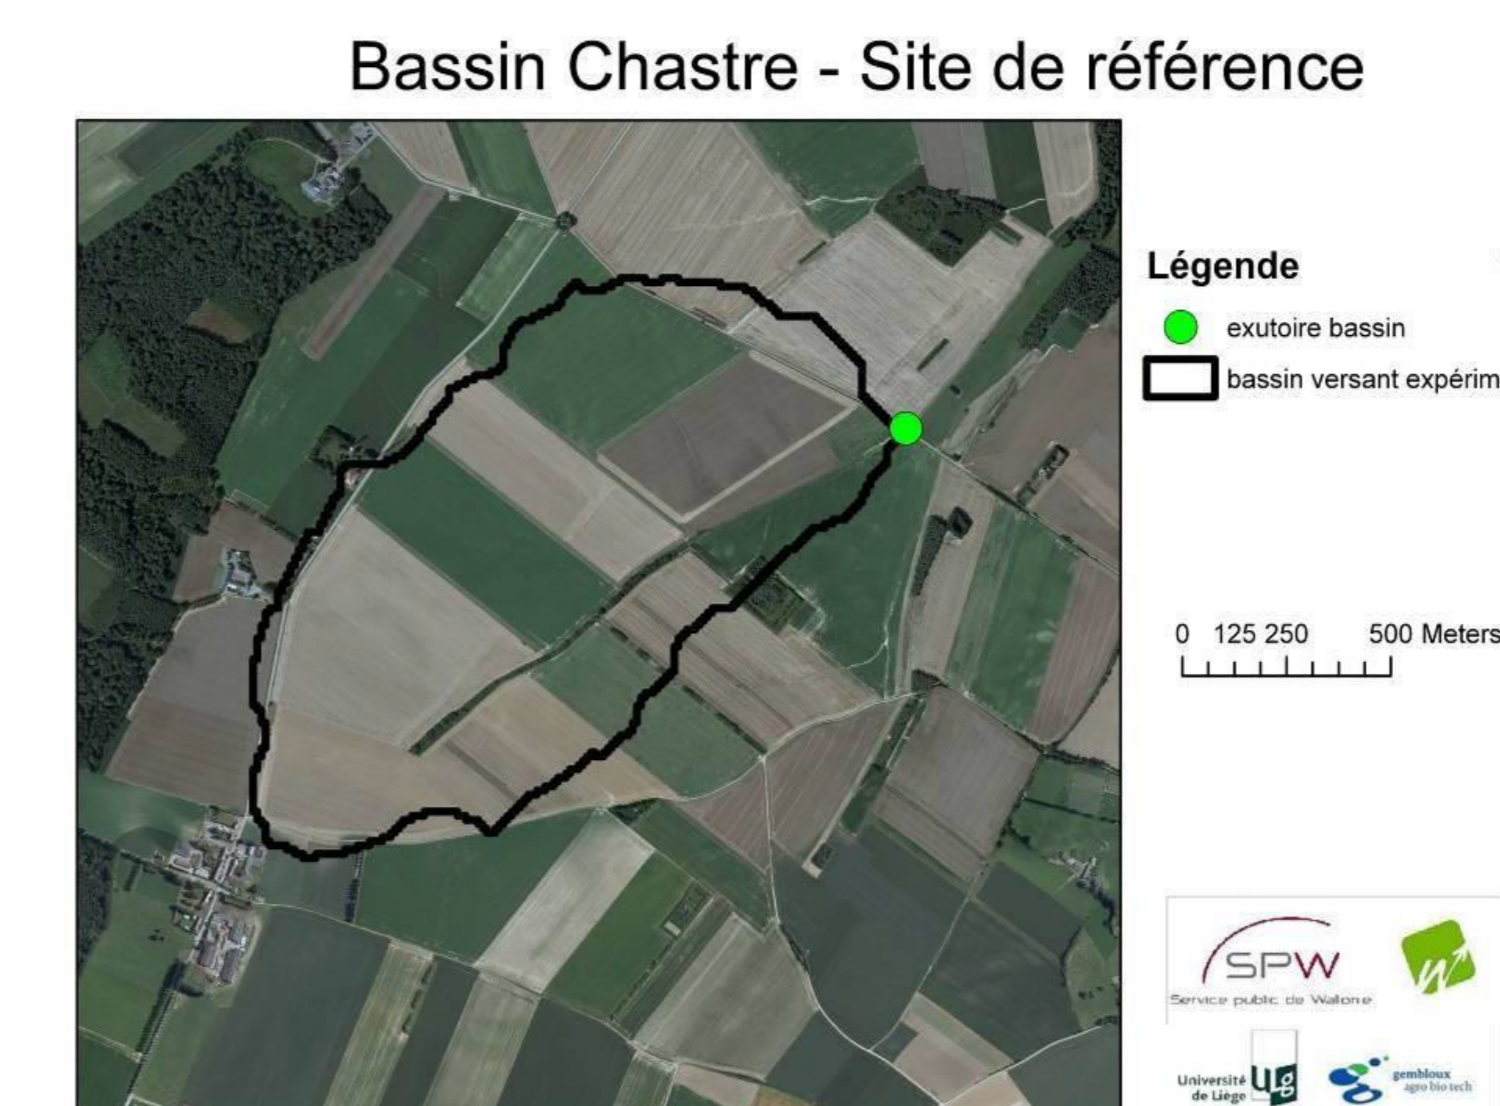 Bassin Chastre - Site de référence
Légende
exutoire bassin
bassin versant expérim
0 125 250 500 Meters
SPW
Service public de Wallonie
Université
de Liège
ULg
gembloux
agro bio tech